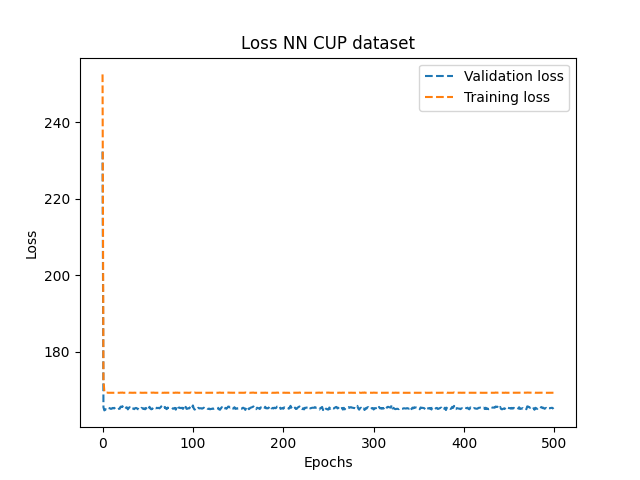 Loss NN CUP dataset
Validation loss
Training loss
240
220
200
180
Loss
0 100 200 300 400 500
Epochs